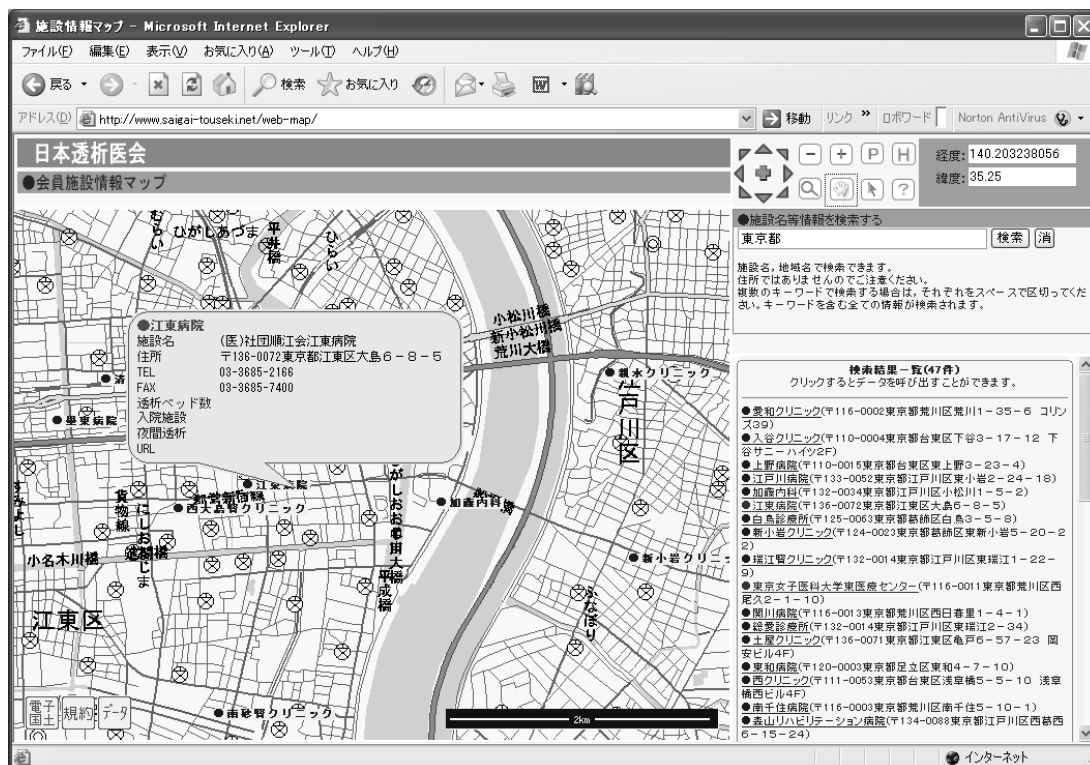 施設情報マップ - Microsoft Internet Explorer
ファイル(F) 編集(E) 表示(V) お気に入り(A) ツール(T) ヘルプ(H)
戻る 検索 お気に入り
アドレス(D) http://www.saigai-touseki.net/web-map/ 移動 リンク » ロボワード Norton AntiVirus
日本透析医会
●会員施設情報マップ
- + P H
?
経度: 140.203238056
緯度: 35.25
●施設名等情報を検索する
東京都 検索 消
施設名，地域名で検索できます。
住所ではありませんのでご注意ください。
複数のキーワードで検索する場合は，それぞれをスペースで区切ってくだ
さい。キーワードを含む全ての情報が検索されます。
ひがしあづま
平井橋
ひらい
小松川橋
新小松川橋
荒川大橋
●江東病院
施設名 (医)社団順江会江東病院
住所 〒136-0072東京都江東区大島6-8-5
TEL 03-3685-2166
FAX 03-3685-7400
透析ベッド数
入院施設
夜間透析
URL
●親水クリニック
江戸川区
●墨東病院
●江東病院
都営新宿線
貨物線
●西大島腎クリニック
●加藤内科
小名木川橋
平成橋
●新小岩クリニック
ふなぼり
江東区
●南砂腎クリニック
電子国土 規約 データ
2km
検索結果一覧(47件)
クリックするとデータを呼び出すことができます。
●愛和クリニック(〒116-0002東京都荒川区荒川1-35-6 コリン
ズ39)
●入谷クリニック(〒110-0004東京都台東区下谷3-17-12 下
谷サニーハイツ2F)
●上野病院(〒110-0015東京都台東区東上野3-23-4)
●江戸川病院(〒133-0052東京都江戸川区東小岩2-24-18)
●加藤内科(〒132-0034東京都江戸川区小松川1-5-2)
●江東病院(〒136-0072東京都江東区大島6-8-5)
●白鳥診療所(〒125-0063東京都葛飾区白鳥3-5-8)
●新小岩クリニック(〒124-0023東京都葛飾区東新小岩5-20-2
2)
●瑞江腎クリニック(〒132-0014東京都江戸川区東瑞江1-22-
9)
●東京女子医科大学東医療センター(〒116-0011東京都荒川区西
尾久2-1-10)
●関川病院(〒116-0013東京都荒川区西日暮里1-4-1)
●鎗愛診療所(〒132-0014東京都江戸川区東瑞江2-34)
●土屋クリニック(〒136-0071東京都江東区亀戸6-57-23 岡
安ビル4F)
●東和病院(〒120-0003東京都足立区東和4-7-10)
●西クリニック(〒111-0053東京都台東区浅草橋5-5-10 浅草
橋西ビル4F)
●南千住病院(〒116-0003東京都荒川区南千住5-10-1)
●森山リハビリテーション病院(〒134-0088東京都江戸川区西葛西
6-15-24)
インターネット